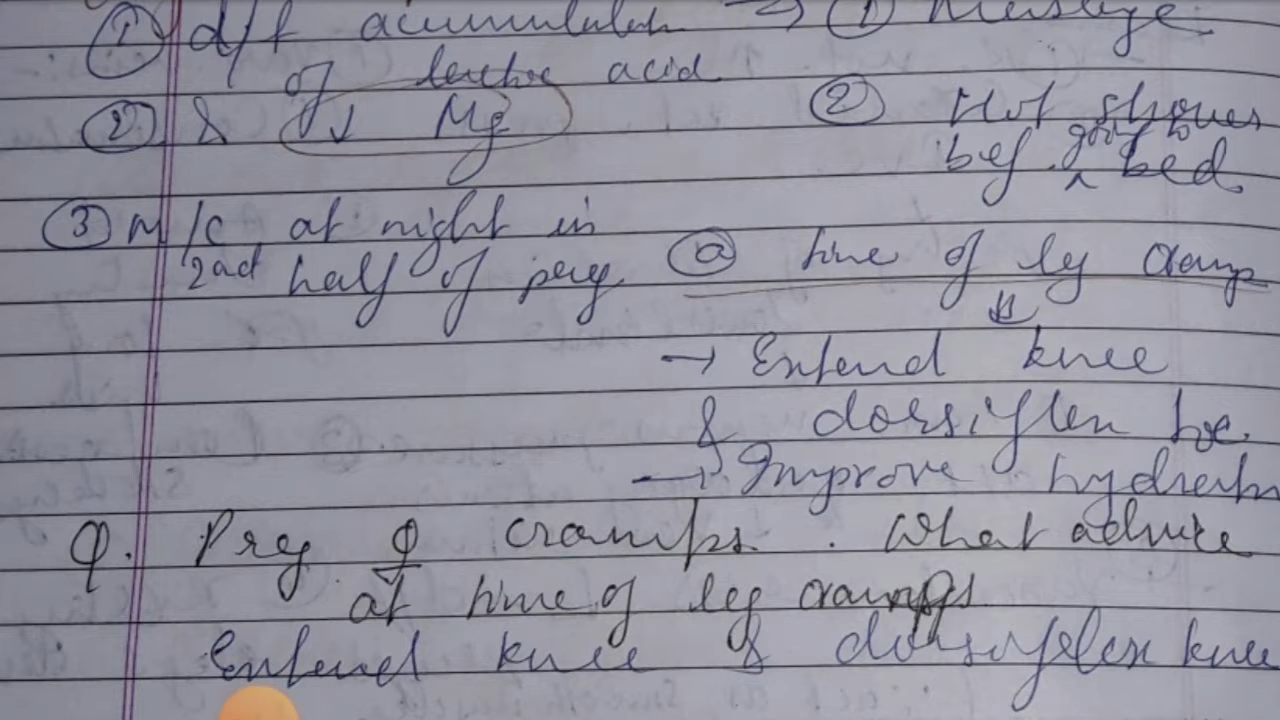 ① d/t acumulatn → ① Massage
of lactic acid
② & ↓ Mg
② Hot showers
bef going to bed
③ M/C at night in
2nd half of preg
@ time of leg cramp
→ Extend knee
& dorsiflex toe.
→ Improve hydratn
Q. Preg ♀ cramps. What advice
at time of leg cramps
Extend knee & dorsiflex knee